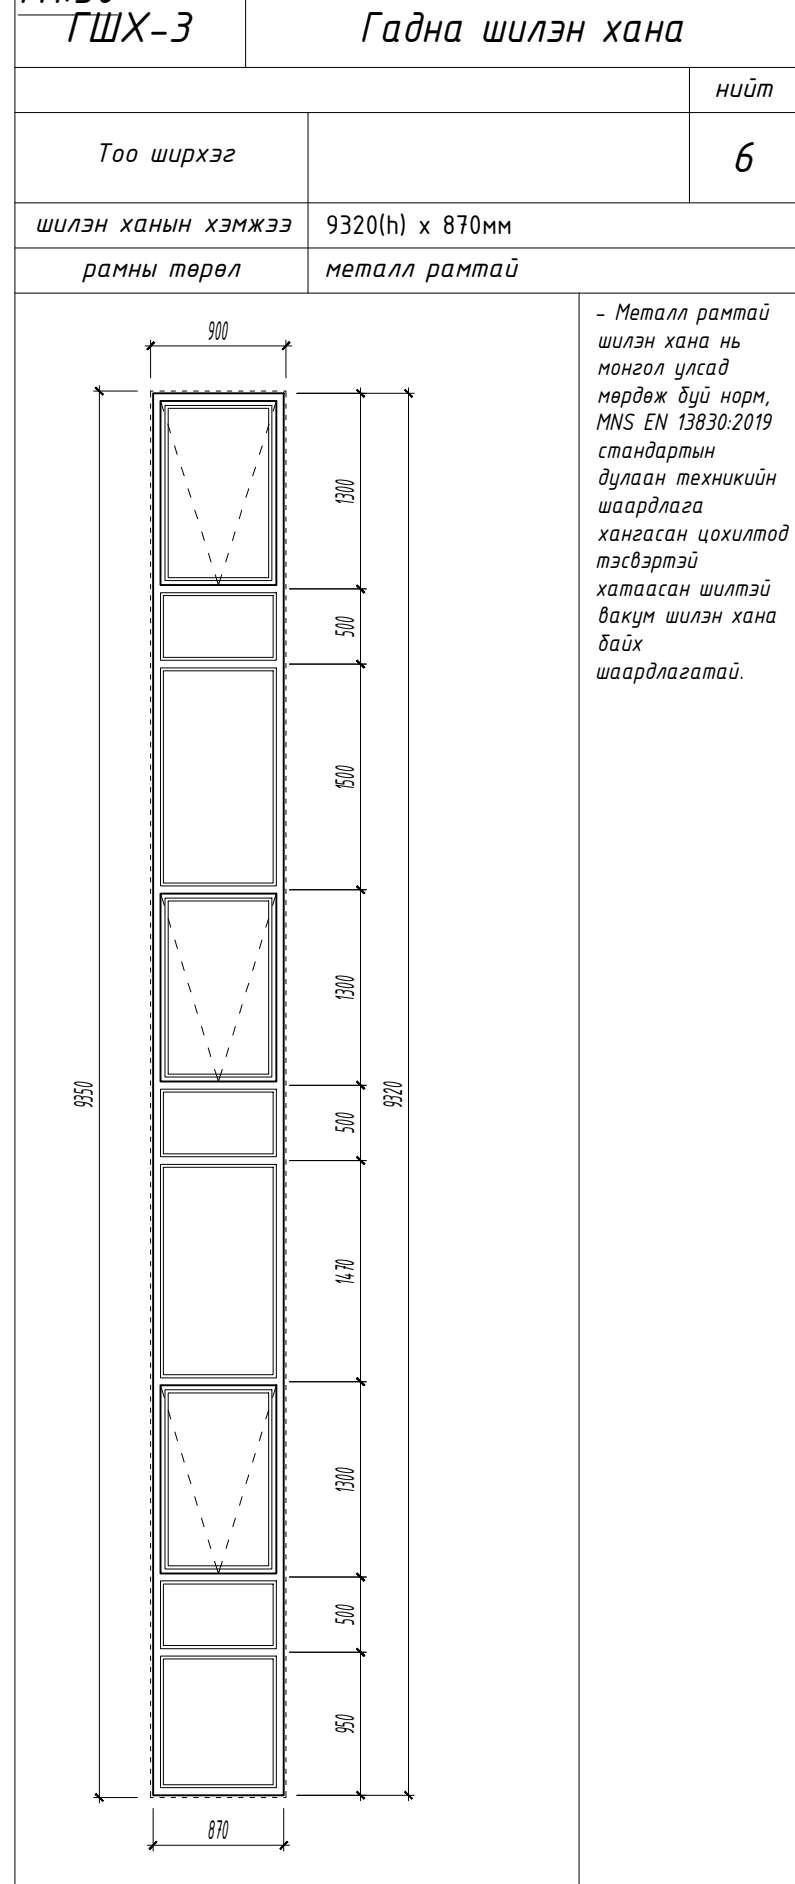 ГШХ-3
Гадна шилэн хана
нийт
Тоо ширхэг
6
шилэн ханын хэмжээ
9320(h) x 870мм
рамны төрөл
металл рамтай
- Металл рамтай
шилэн хана нь
монгол улсад
мөрдөж буй норм,
MNS EN 13830:2019
стандартын
дулаан техникийн
шаардлага
хангасан цохилтод
тэсвэртэй
хатаасан шилтэй
вакум шилэн хана
байх
шаардлагатай.
900
1300
500
1500
1300
9350
9320
500
1470
1300
500
950
870